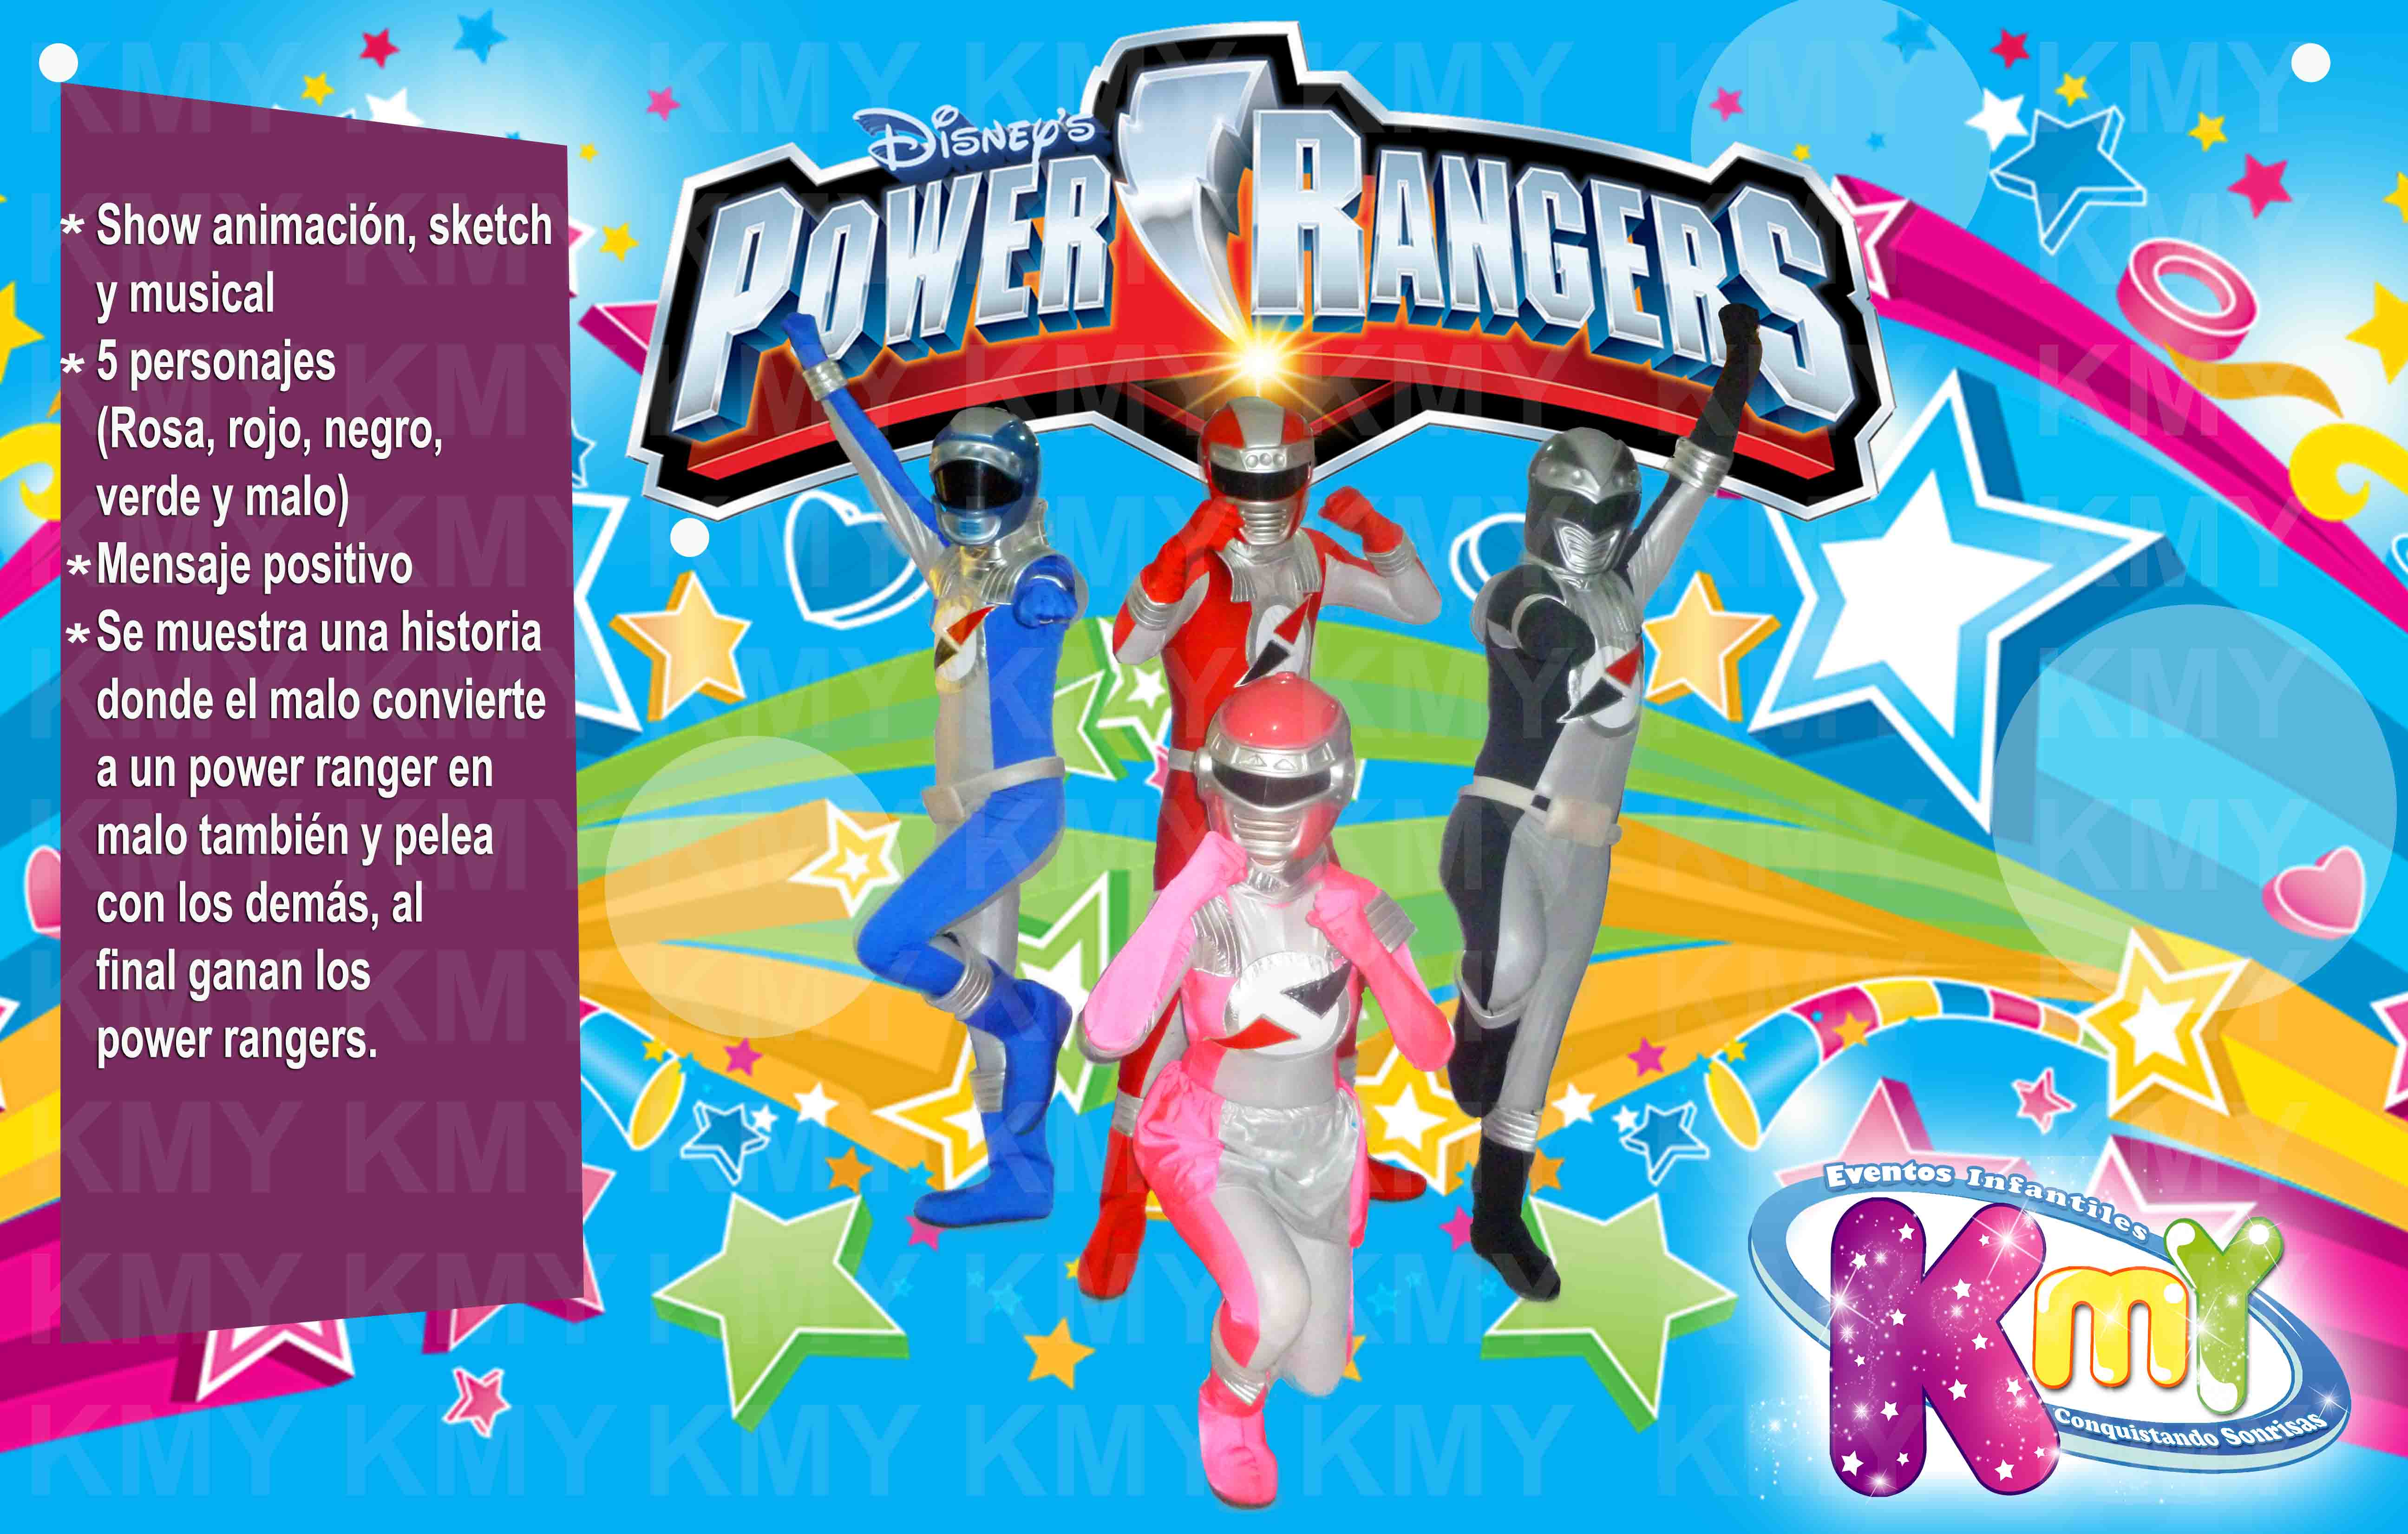 DISNEY'S
POWER RANGERS
* Show animación, sketch
y musical
* 5 personajes
(Rosa, rojo, negro,
verde y malo)
* Mensaje positivo
* Se muestra una historia
donde el malo convierte
a un power ranger en
malo también y pelea
con los demás, al
final ganan los
power rangers.
Eventos Infantiles
KmY
Conquistando Sonrisas